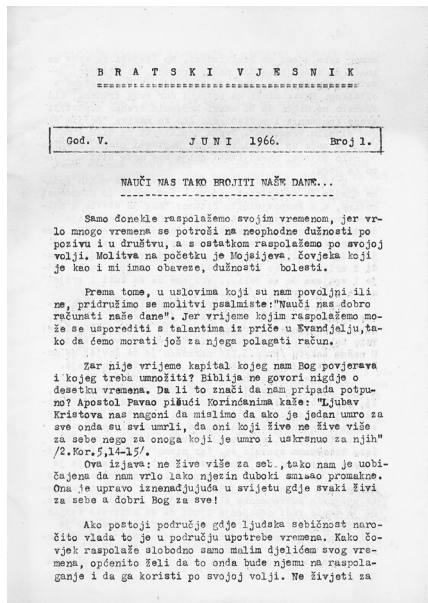 BRATSKI VJESNIK
God. V. JUNI 1966. Broj 1.
NAUČI NAS TAKO BROJITI NAŠE DANE...
Samo donekle raspolažemo svojim vremenom, jer vr-
lo mnogo vremena se potroši na neophodne dužnosti po
pozivu i u društvu, a s ostatkom raspolažemo po svojoj
volji. Molitva na početku je Mojsijeva, čovjeka koji
je kao i mi imao obaveze, dužnosti bolesti.
Prema tome, u uslovima koji su nam povoljni ili
ne, pridružimo se molitvi psalmiste:"Nauči nas dobro
računati naše dane". Jer vrijeme kojim raspolažemo mo-
že se usporediti s talantima iz priče u Evandjelju,ta-
ko da ćemo morati još za njega polagati račun.
Zar nije vrijeme kapital kojeg nam Bog povjerava
i kojeg treba umnožiti? Biblija ne govori nigdje o
desetku vremena. Da li to znači da nam pripada potpu-
no? Apostol Pavao pišući Korinćanima kaže: "Ljubav
Kristova nas nagoni da mislimo da ako je jedan umro za
sve onda su svi umrli, da oni koji žive ne žive više
za sebe nego za onoga koji je umro i uskrsnuo za njih"
/2.Kor.5,14-15/.
Ova izjava: ne žive više za seb.,tako nam je uobi-
čajena da nam vrlo lako njezin duboki smisao promakne.
Ona je upravo iznenadjujuća u svijetu gdje svaki živi
za sebe a dobri Bog za sve!
Ako postoji područje gdje ljudska sebičnost naro-
čito vlada to je u području upotrebe vremena. Kako čo-
vjek raspolaže slobodno samo malim djelićem svog vre-
mena, općenito želi da to onda bude njemu na raspola-
ganje i da ga koristi po svojoj volji. Ne živjeti za